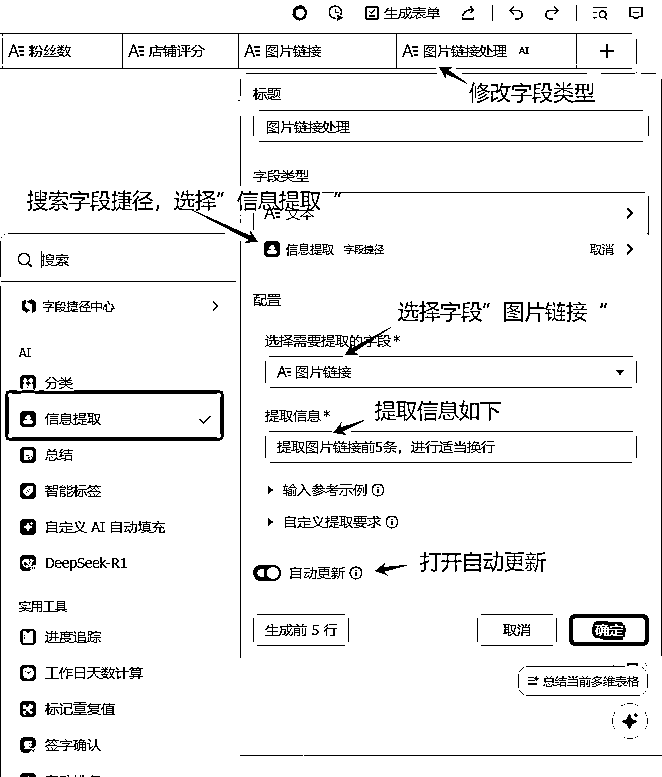 生成表单
粉丝数
店铺评分
图片链接
图片链接处理 AI
修改字段类型
标题
图片链接处理
字段类型
搜索字段捷径，选择”信息提取“
文本
信息提取 字段捷径
取消
搜索
字段捷径中心
配置
选择字段”图片链接“
选择需要提取的字段*
图片链接
AI
分类
信息提取
总结
智能标签
自定义 AI 自动填充
DeepSeek-R1
提取信息*
提取信息如下
提取图片链接前5条，进行适当换行
输入参考示例
自定义提取要求
自动更新
打开自动更新
生成前 5 行
取消
确定
实用工具
进度追踪
工作日天数计算
标记重复值
签字确认
总结当前多维表格